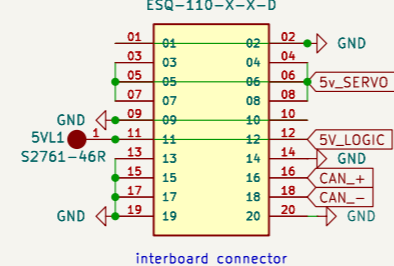 ESQ-110-X-X-D
01 01 02 02 GND
03 03 04 04
05 05 06 06 5v_SERVO
07 07 08 08
GND 09 09 10 10
5VL1 1 11 11 12 12 5V_LOGIC
S2761-46R 13 13 14 14 GND
15 15 16 16 CAN_+
17 17 18 18 CAN_-
GND 19 19 20 20 GND
interboard connector